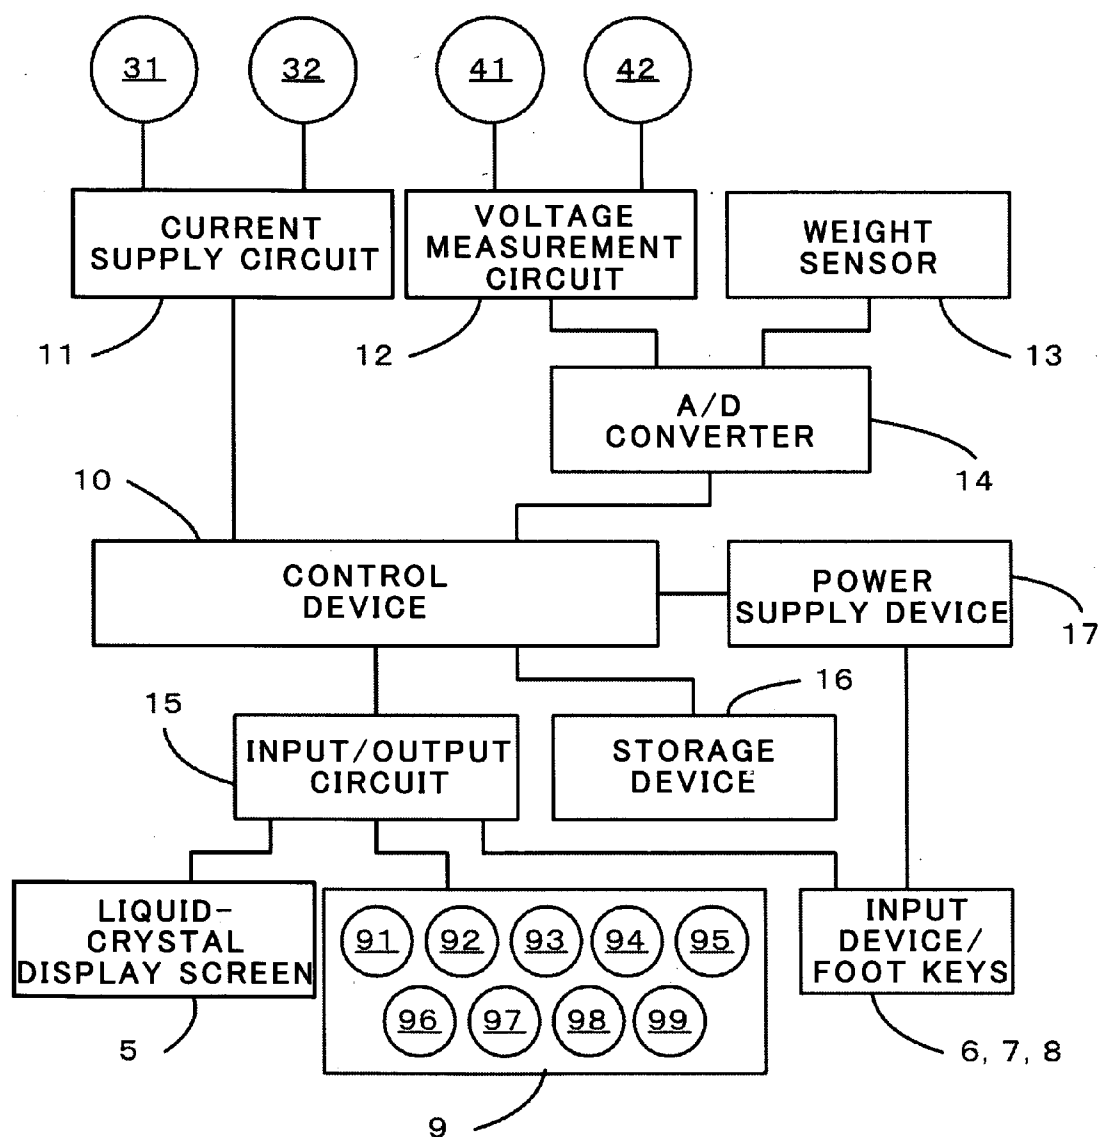 31
32
41
42
CURRENT
SUPPLY CIRCUIT
VOLTAGE
MEASUREMENT
CIRCUIT
WEIGHT
SENSOR
11
12
13
A/D
CONVERTER
14
10
CONTROL
DEVICE
POWER
SUPPLY DEVICE
17
15
INPUT/OUTPUT
CIRCUIT
16
STORAGE
DEVICE
LIQUID-
CRYSTAL
DISPLAY SCREEN
91
92
93
94
95
96
97
98
99
INPUT
DEVICE/
FOOT KEYS
5
9
6, 7, 8